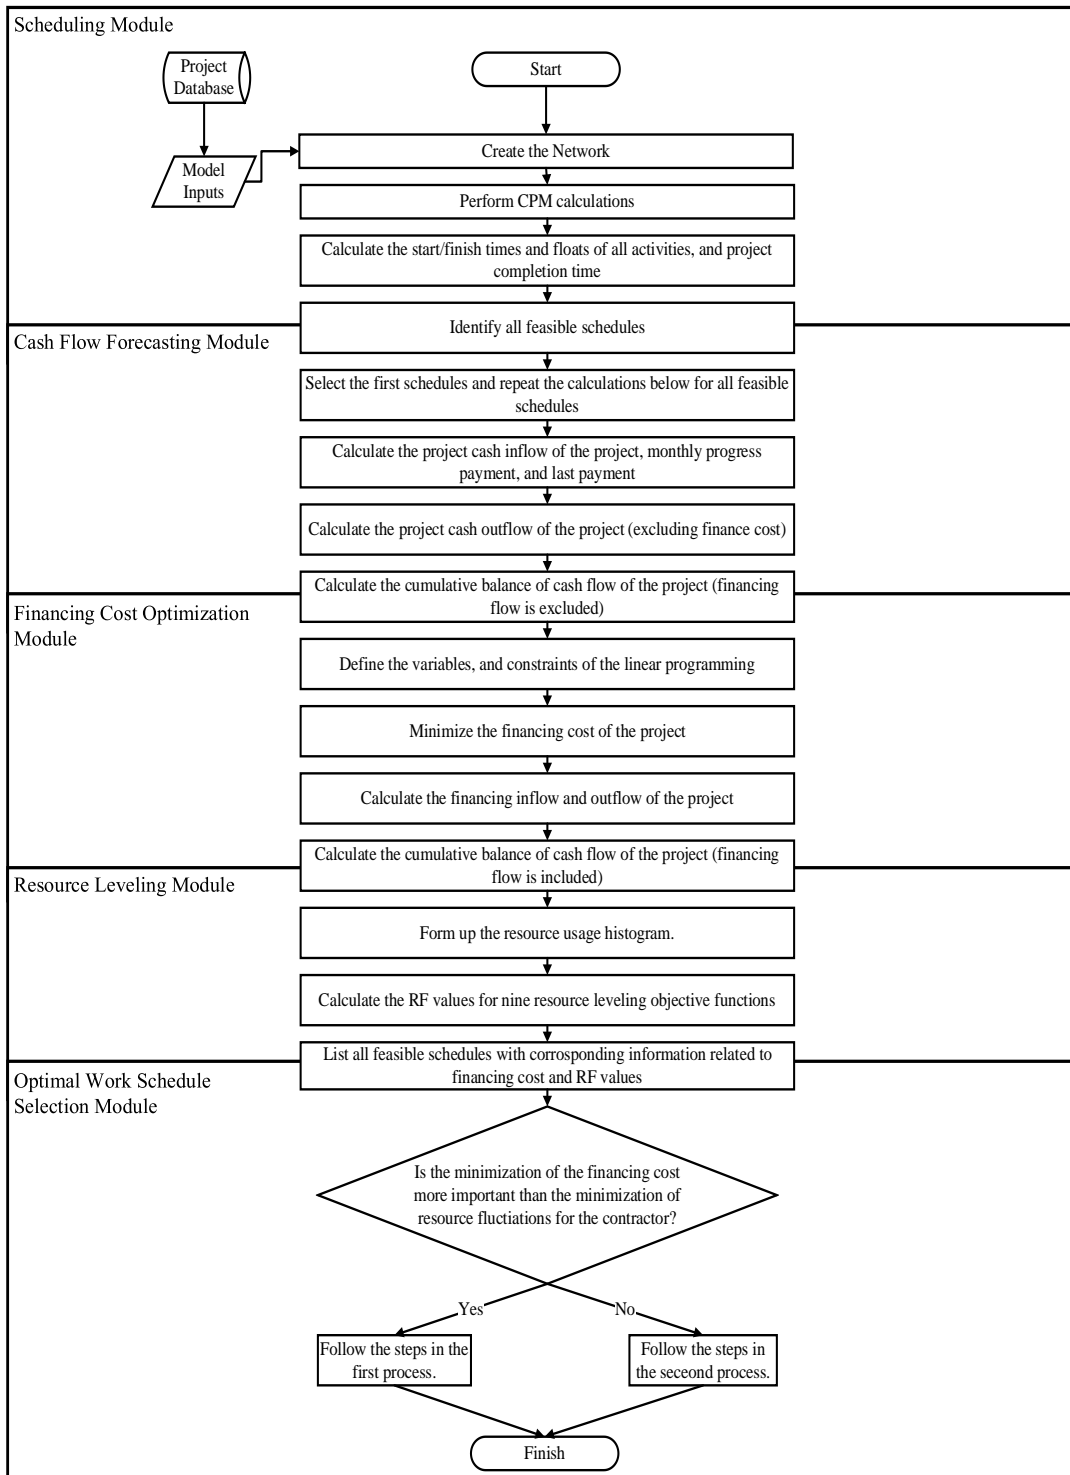 Scheduling Module
Project
Database
Start
Model
Inputs
Create the Network
Perform CPM calculations
Calculate the start/finish times and floats of all activities, and project
completion time
Identify all feasible schedules
Cash Flow Forecasting Module
Select the first schedules and repeat the calculations below for all feasible
schedules
Calculate the project cash inflow of the project, monthly progress
payment, and last payment
Calculate the project cash outflow of the project (excluding finance cost)
Calculate the cumulative balance of cash flow of the project (financing
flow is excluded)
Financing Cost Optimization
Module
Define the variables, and constraints of the linear programming
Minimize the financing cost of the project
Calculate the financing inflow and outflow of the project
Calculate the cumulative balance of cash flow of the project (financing
flow is included)
Resource Leveling Module
Form up the resource usage histogram.
Calculate the RF values for nine resource leveling objective functions
List all feasible schedules with corrosponding information related to
financing cost and RF values
Optimal Work Schedule
Selection Module
Is the minimization of the financing cost
more important than the minimization of
resource fluctiations for the contractor?
Yes
No
Follow the steps in the
first process.
Follow the steps in
the seceond process.
Finish